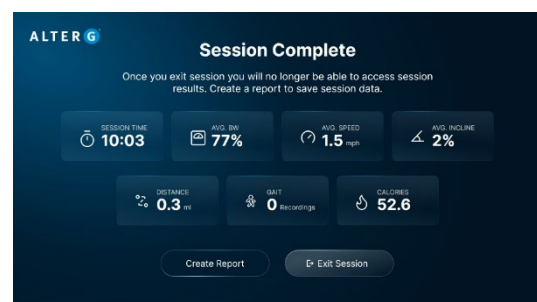 ALTER G
Session Complete
Once you exit session you will no longer be able to access session
results. Create a report to save session data.
SESSION TIME
10:03
AVG. BW
77%
AVG. SPEED
1.5 mph
AVG. INCLINE
2%
DISTANCE
0.3 mi
GAIT
0 Recordings
CALORIES
52.6
Create Report
Exit Session